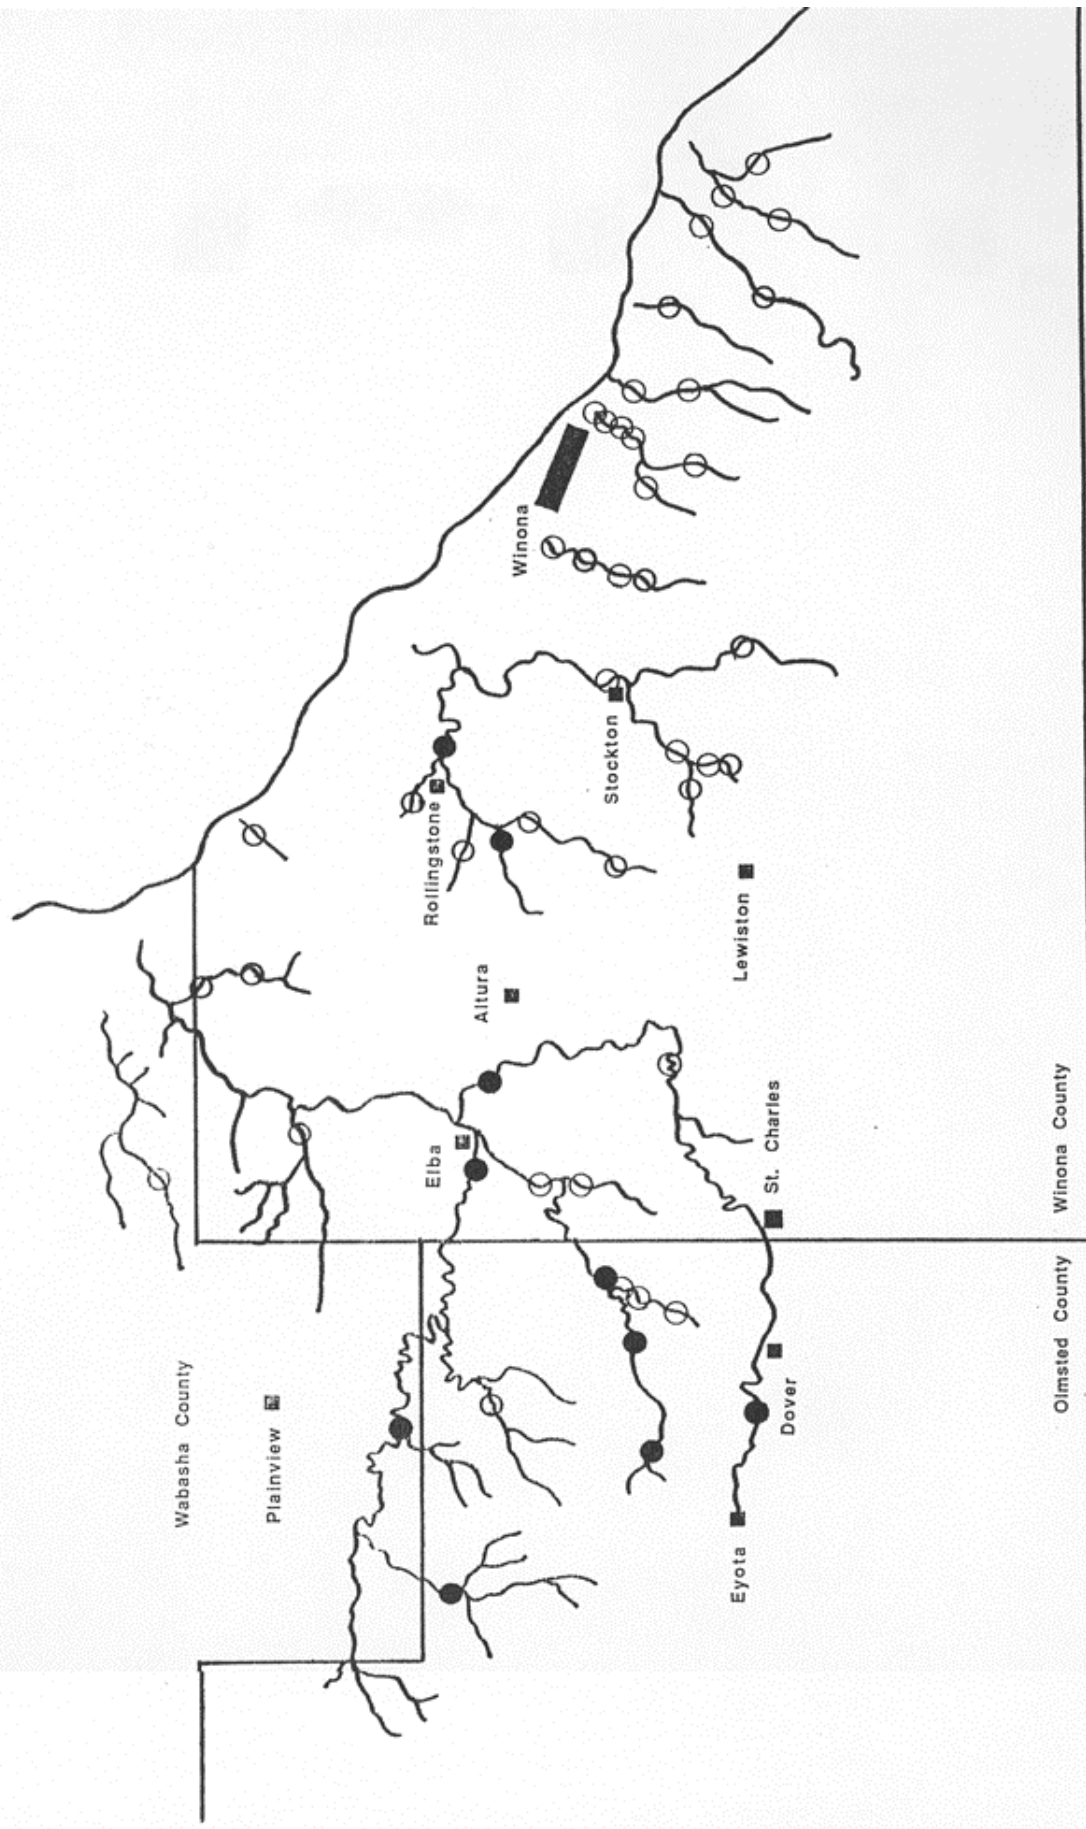 Wabasha County
Plainview
Elba
Rollingstone
Altura
Winona
Stockton
Lewiston
St. Charles
Dover
Eyota
Olmsted County
Winona County